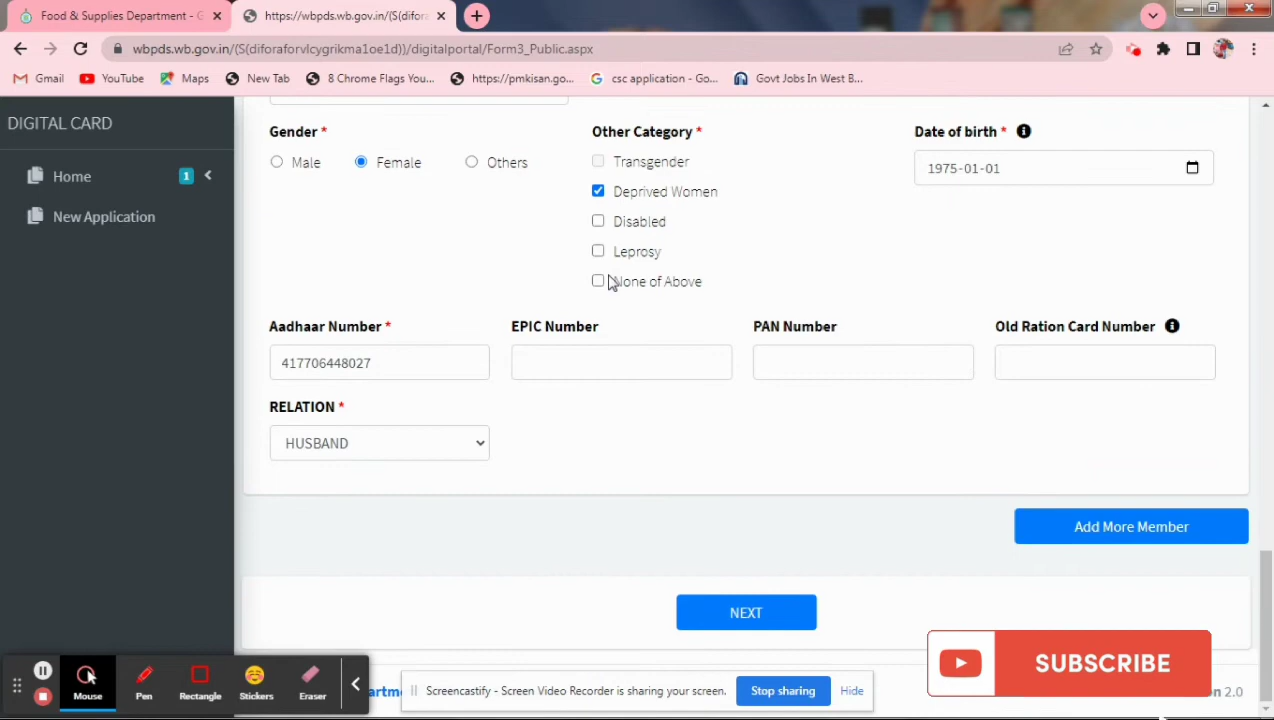 Food & Supplies Department - G
https://wbpds.wb.gov.in/(S(difora
wbpds.wb.gov.in/(S(diforaforvlcygrikma1oe1d))/digitalportal/Form3_Public.aspx
Gmail YouTube Maps New Tab 8 Chrome Flags You... https://pmkisan.go... csc application - Go... Govt Jobs In West B...
DIGITAL CARD
Home 1
New Application
Gender * Other Category * Date of birth *
Male Female Others Transgender 1975-01-01
Deprived Women
Disabled
Leprosy
None of Above
Aadhaar Number * EPIC Number PAN Number Old Ration Card Number
417706448027
RELATION *
HUSBAND
Add More Member
NEXT
SUBSCRIBE
Mouse Pen Rectangle Stickers Eraser
Screencastify - Screen Video Recorder is sharing your screen. Stop sharing Hide
2.0